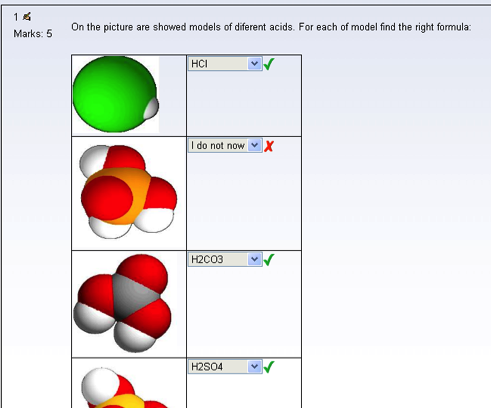 1
Marks: 5
On the picture are showed models of diferent acids. For each of model find the right formula:
HCl
I do not now
H2CO3
H2SO4